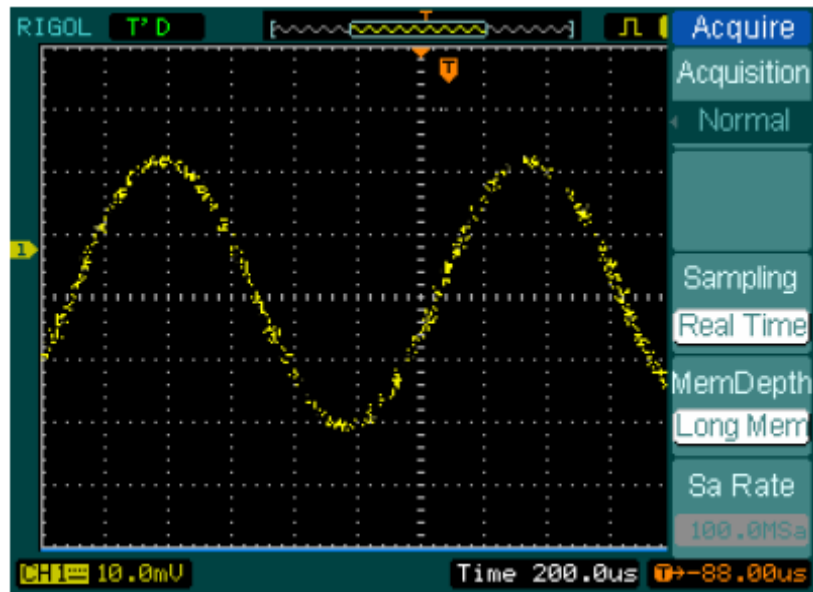 RIGOL T'D
T
Acquire
Acquisition
Normal
T
1
Sampling
Real Time
MemDepth
Long Mem
Sa Rate
100.0MSa
CH1 10.0mV Time 200.0us T→-88.00us